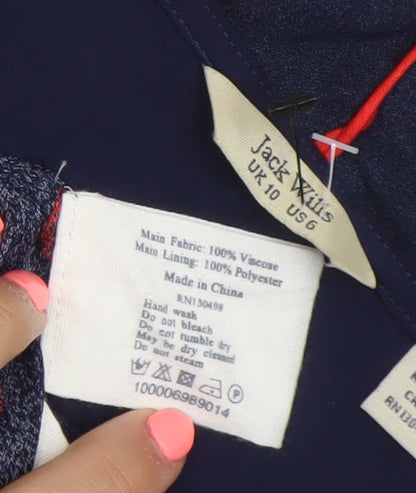 Jack Wills
UK 10 US 6
Main Fabric: 100% Viscose
Main Lining: 100% Polyester
Made in China
RN130498
Hand wash
Do not bleach
Do not tumble dry
May be dry cleaned
Do not steam
100006989014
RN130